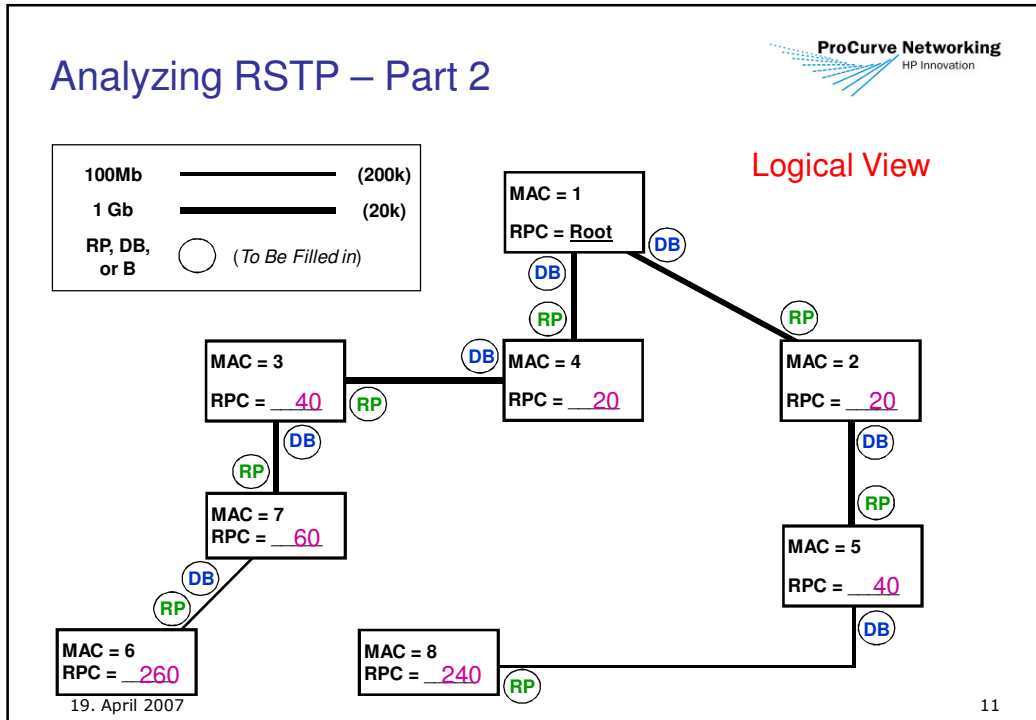 Analyzing RSTP – Part 2
ProCurve Networking
HP Innovation
Logical View
100Mb (200k)
1 Gb (20k)
RP, DB, or B (To Be Filled in)
MAC = 1
RPC = Root
DB
DB
RP
RP
MAC = 3
RPC = 40
DB
RP
MAC = 4
RPC = 20
MAC = 2
RPC = 20
DB
RP
DB
RP
MAC = 7
RPC = 60
MAC = 5
RPC = 40
DB
RP
DB
MAC = 6
RPC = 260
MAC = 8
RPC = 240
RP
19. April 2007
11